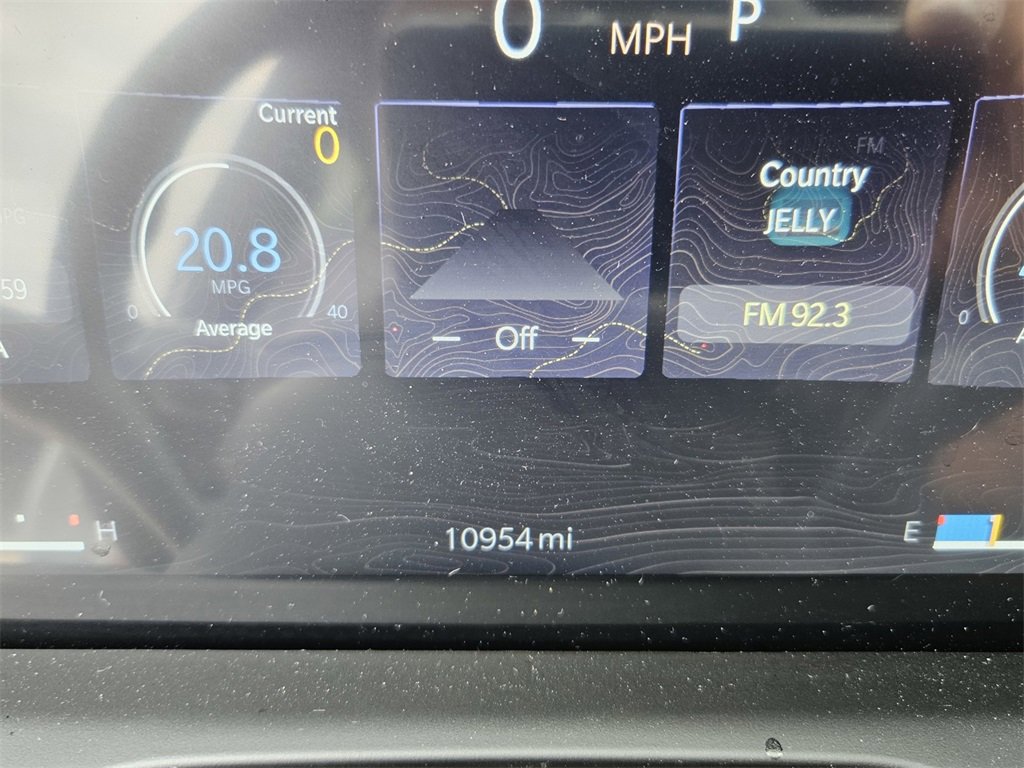 0 MPH P
Current
0
20.8
MPG
0 40
Average
Off
FM
Country
JELLY
FM 92.3
59
A
0
H
10954 mi
E